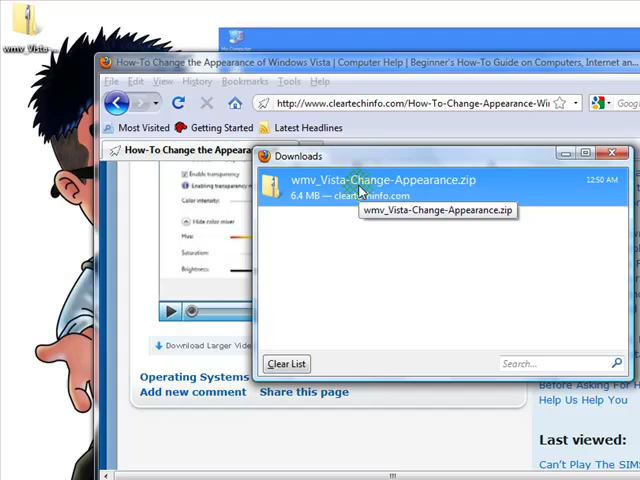 wmv_Vista-...
My Computer
How-To Change the Appearance of Windows Vista | Computer Help | Beginner's How-To Guide on Computers, Internet an...
File Edit View History Bookmarks Tools Help
http://www.cleartechinfo.com/How-To-Change-Appearance-Wi
Most Visited Getting Started Latest Headlines
How-To Change the Appeara
Downloads
wmv_Vista-Change-Appearance.zip 12:50 AM
6.4 MB — cleartechinfo.com
wmv_Vista-Change-Appearance.zip
Enable transparency
Enabling transparency
Hide color mixer
Hue:
Saturation:
Brightness:
Download Larger Vide
Clear List Search...
Operating Systems
Add new comment Share this page
Before Asking For H
Help Us Help You
Last viewed:
Can't Play The SIMS